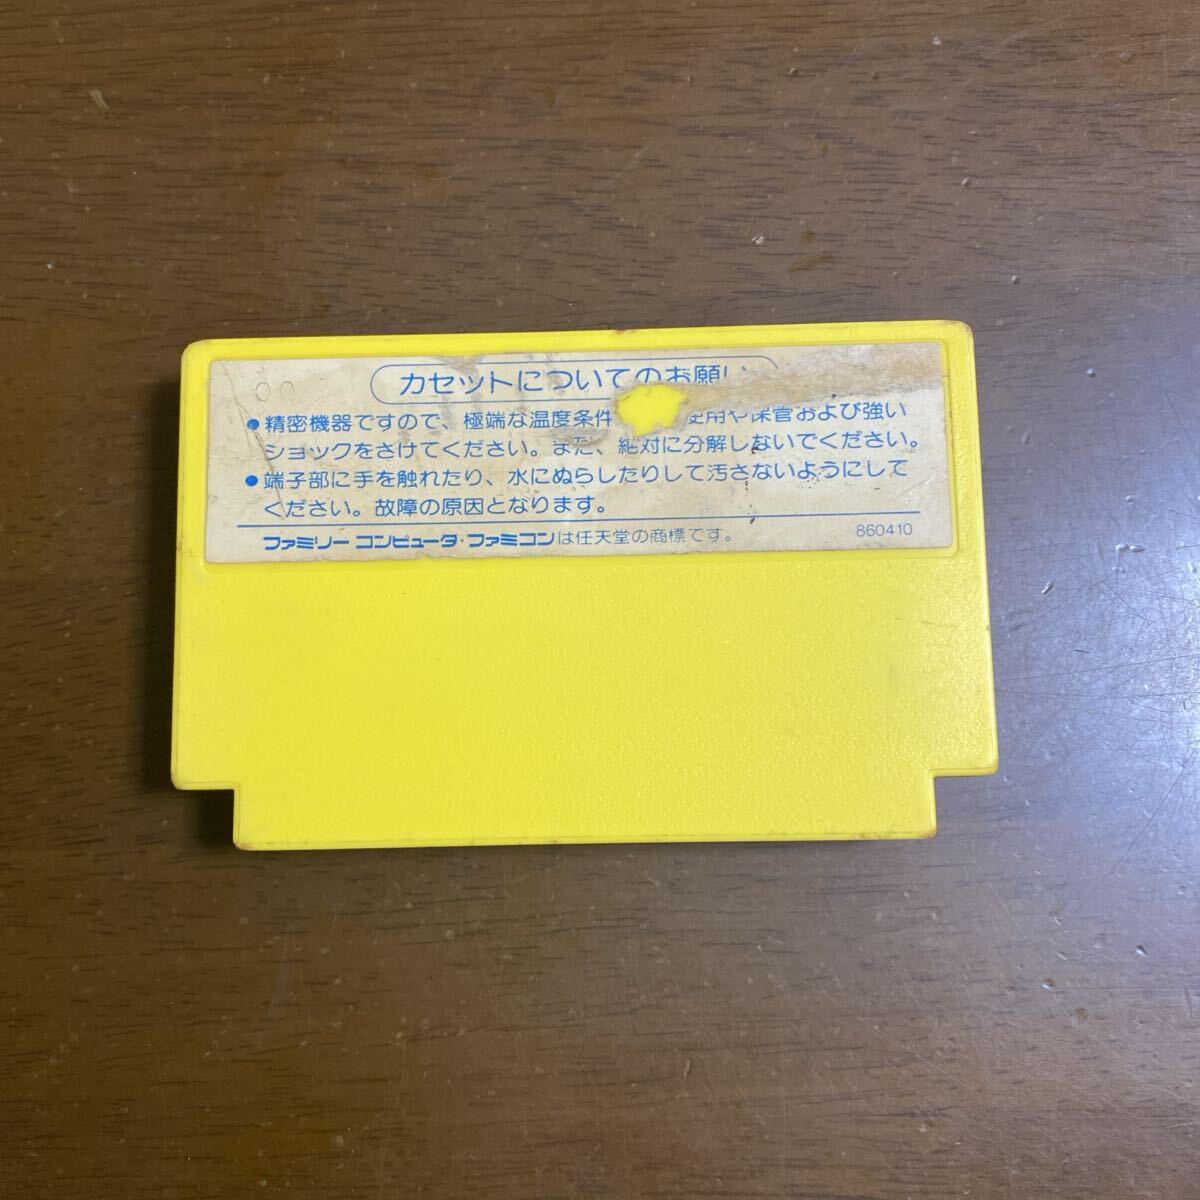 カセットについてのお願い
●精密機器ですので、極端な温度条件 使用や保管および強い
ショックをさけてください。また、絶対に分解しないでください。
●端子部に手を触れたり、水にぬらしたりして汚さないようにして
ください。故障の原因となります。
ファミリーコンピュータ・ファミコンは任天堂の商標です。 860410